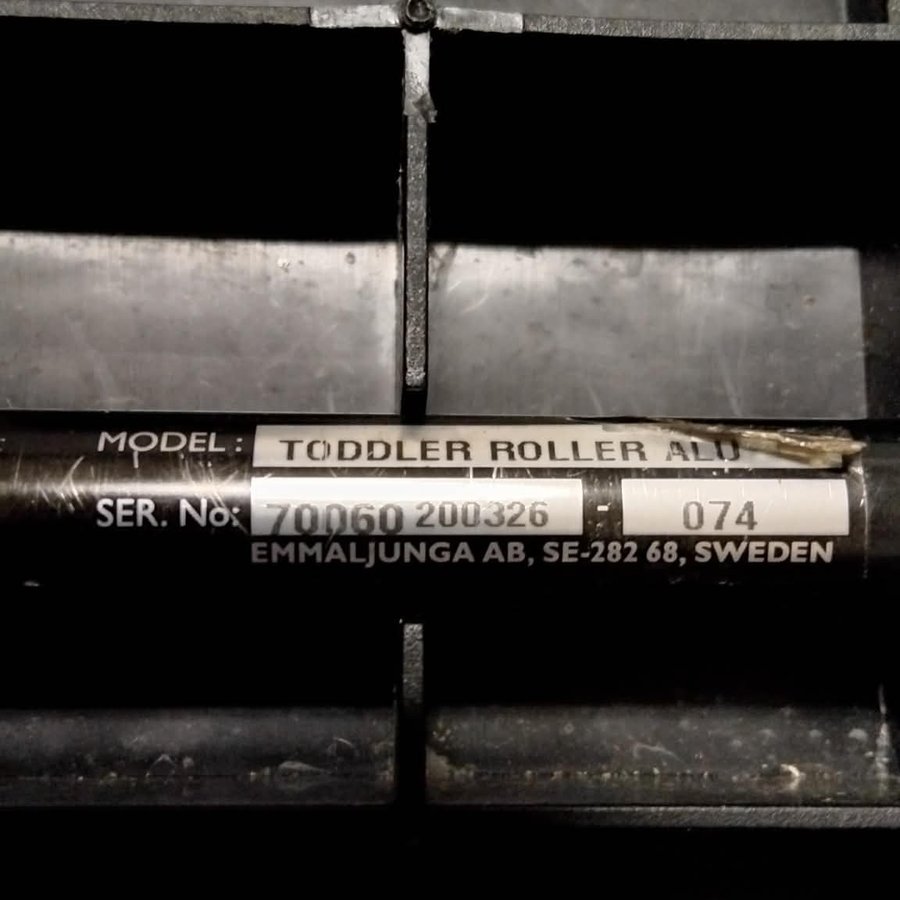 MODEL: TODDLER ROLLER ALU
SER. No: 70060 200326 - 074
EMMALJUNGA AB, SE-282 68, SWEDEN